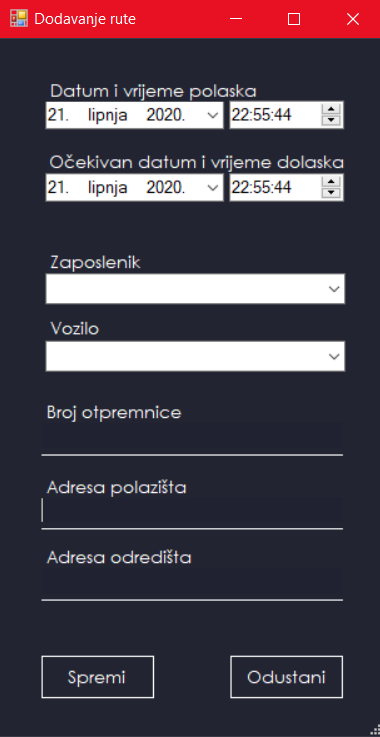 Dodavanje rute
Datum i vrijeme polaska
21. lipnja 2020. 22:55:44
Očekivan datum i vrijeme dolaska
21. lipnja 2020. 22:55:44
Zaposlenik
Vozilo
Broj otpremnice
Adresa polazišta
Adresa odredišta
Spremi Odustani